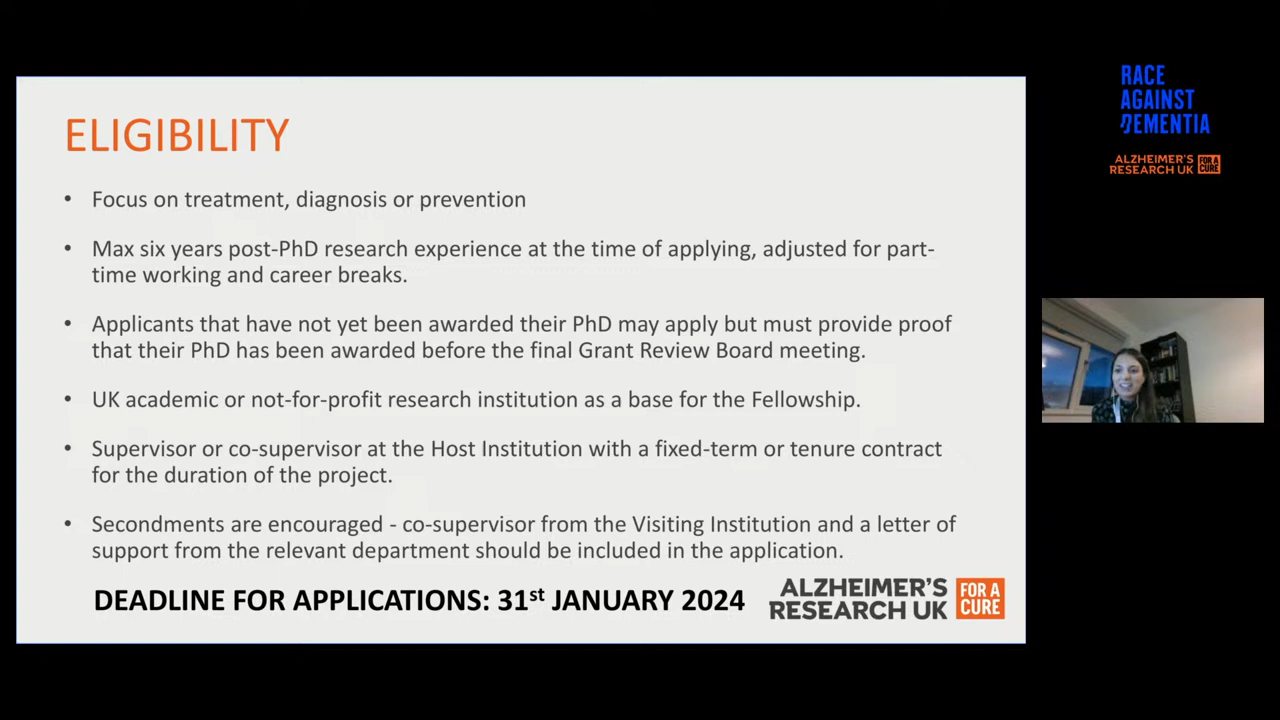 ELIGIBILITY
• Focus on treatment, diagnosis or prevention
• Max six years post-PhD research experience at the time of applying, adjusted for part-
time working and career breaks.
• Applicants that have not yet been awarded their PhD may apply but must provide proof
that their PhD has been awarded before the final Grant Review Board meeting.
• UK academic or not-for-profit research institution as a base for the Fellowship.
• Supervisor or co-supervisor at the Host Institution with a fixed-term or tenure contract
for the duration of the project.
• Secondments are encouraged - co-supervisor from the Visiting Institution and a letter of
support from the relevant department should be included in the application.
DEADLINE FOR APPLICATIONS: 31st JANUARY 2024
ALZHEIMER'S
RESEARCH UK
FOR A
CURE
RACE
AGAINST
DEMENTIA
ALZHEIMER'S
RESEARCH UK
FOR A
CURE